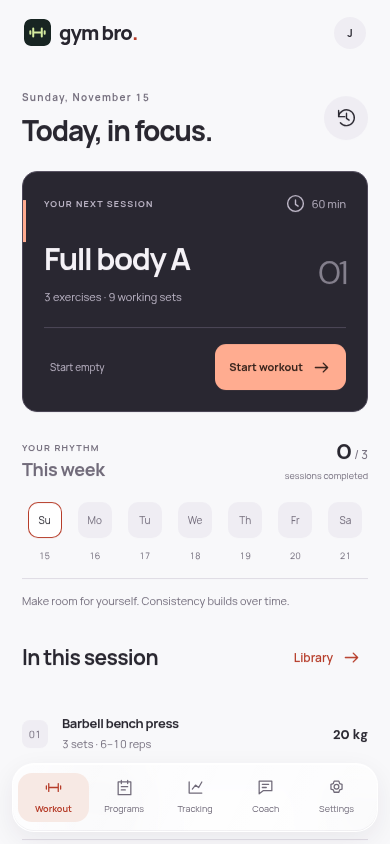 gym bro.
J
Sunday, November 15
Today, in focus.
YOUR NEXT SESSION
60 min
Full body A
01
3 exercises · 9 working sets
Start empty
Start workout
YOUR RHYTHM
This week
0 / 3
sessions completed
Su Mo Tu We Th Fr Sa
15 16 17 18 19 20 21
Make room for yourself. Consistency builds over time.
In this session
Library
01
Barbell bench press
3 sets · 6–10 reps
20 kg
Workout Programs Tracking Coach Settings